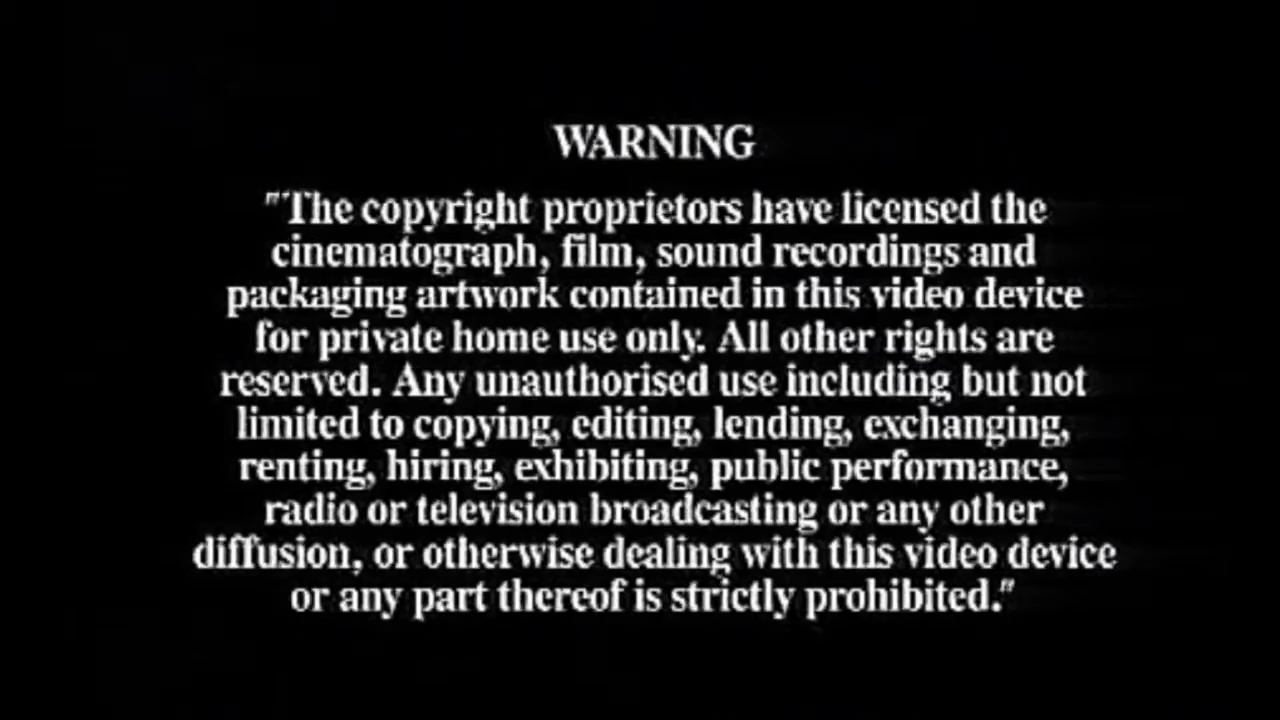 WARNING
"The copyright proprietors have licensed the
cinematograph, film, sound recordings and
packaging artwork contained in this video device
for private home use only. All other rights are
reserved. Any unauthorised use including but not
limited to copying, editing, lending, exchanging,
renting, hiring, exhibiting, public performance,
radio or television broadcasting or any other
diffusion, or otherwise dealing with this video device
or any part thereof is strictly prohibited."